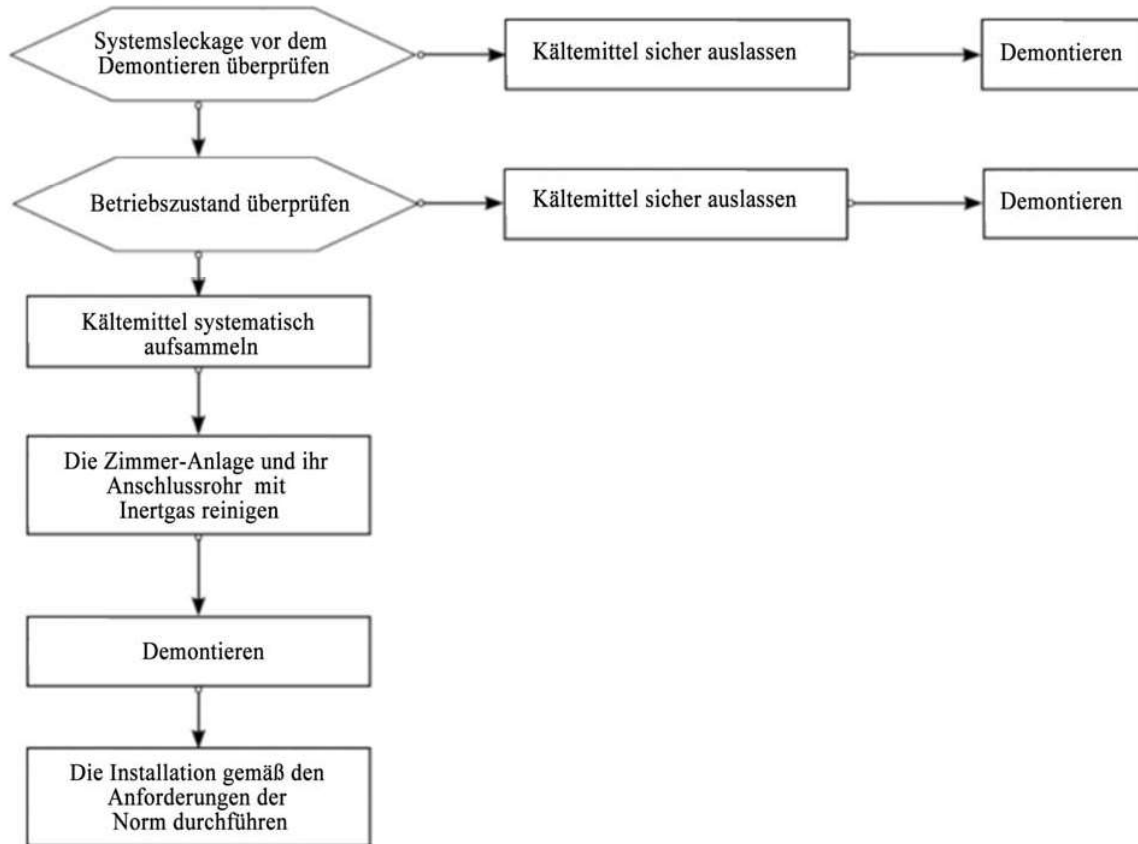 Systemsleckage vor dem
Demontieren überprüfen
Kältemittel sicher auslassen
Demontieren
Betriebszustand überprüfen
Kältemittel sicher auslassen
Demontieren
Kältemittel systematisch
aufsammeln
Die Zimmer-Anlage und ihr
Anschlussrohr mit
Inertgas reinigen
Demontieren
Die Installation gemäß den
Anforderungen der
Norm durchführen